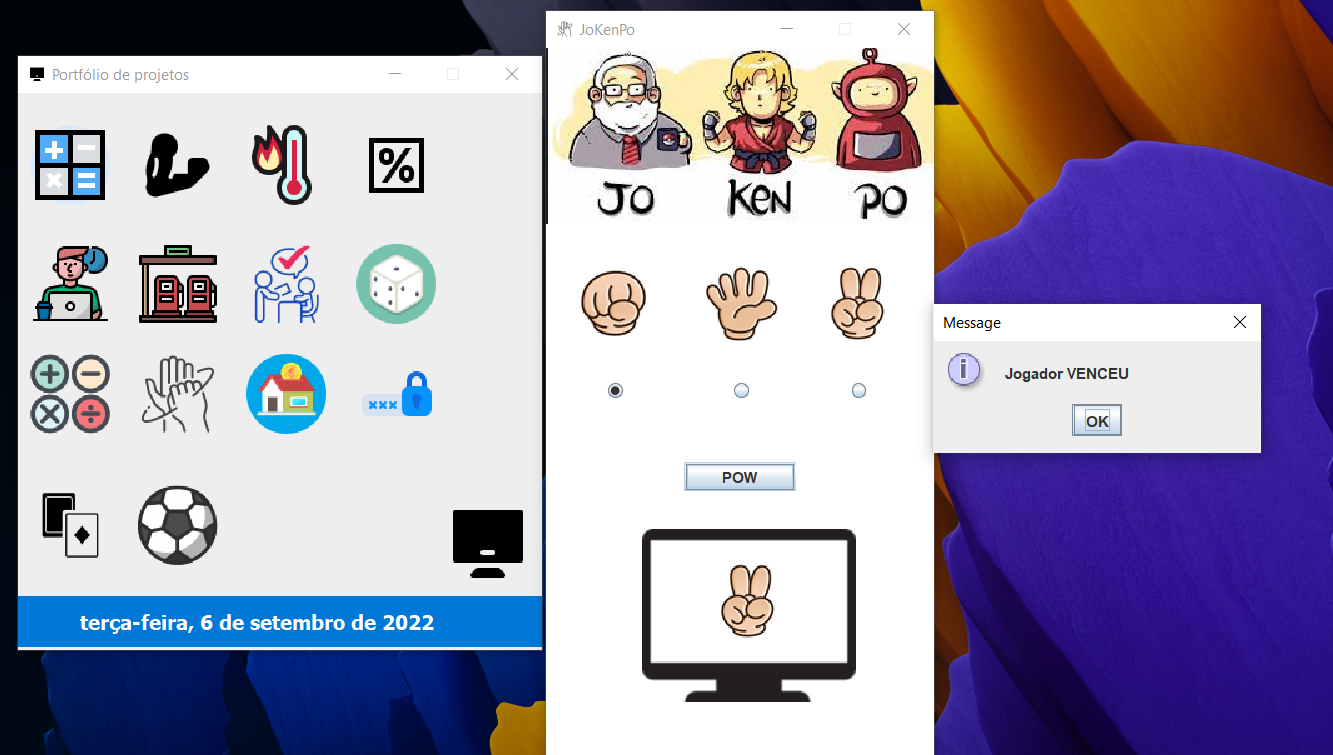 Portfólio de projetos
%
xxx
terça-feira, 6 de setembro de 2022
JoKenPo
JO KEN PO
POW
Message
Jogador VENCEU
OK